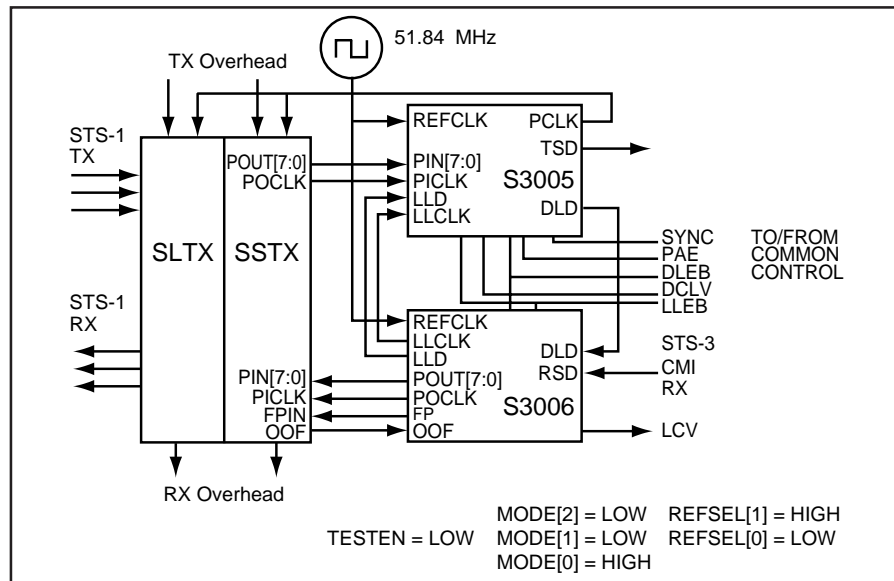 51.84 MHz
TX Overhead
STS-1
TX
SLTX
SSTX
POUT[7:0]
POCLK
REFCLK
PCLK
TSD
PIN[7:0]
PICLK
S3005
LLD
DLD
LLCLK
SYNC
PAE
DLEB
DCLV
LLEB
TO/FROM
COMMON
CONTROL
STS-1
RX
REFCLK
LLCLK
LLD
STS-3
DLD
RSD
CMI
RX
PIN[7:0]
PICLK
FPIN
OOF
POUT[7:0]
POCLK
FP
OOF
S3006
LCV
RX Overhead
MODE[2] = LOW REFSEL[1] = HIGH
TESTEN = LOW MODE[1] = LOW REFSEL[0] = LOW
MODE[0] = HIGH